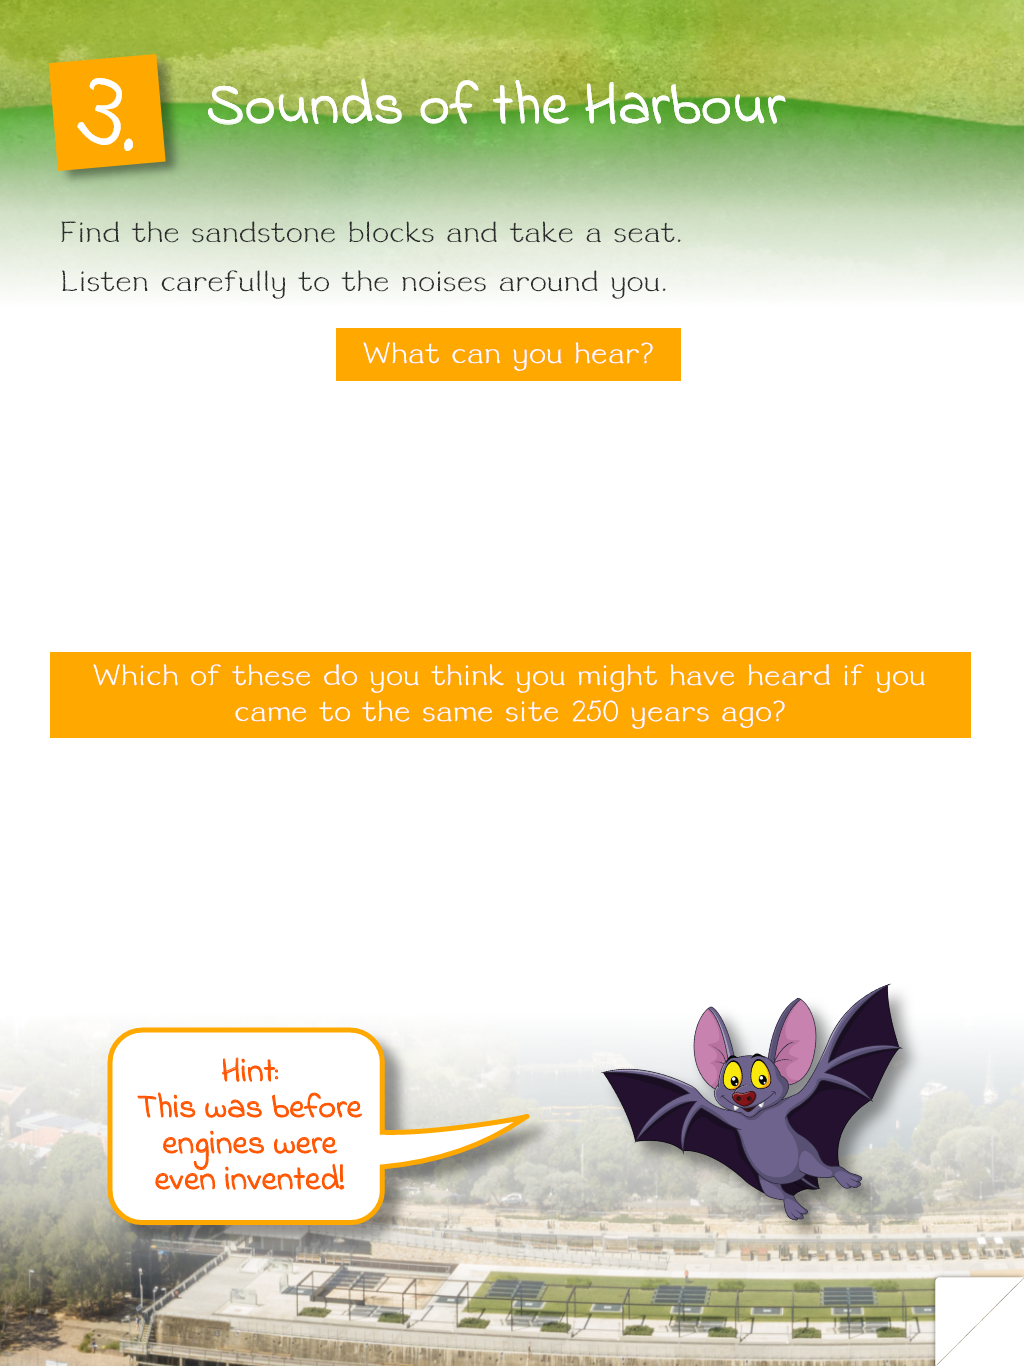 3.
Sounds of the Harbour
Find the sandstone blocks and take a seat.
Listen carefully to the noises around you.
What can you hear?
Which of these do you think you might have heard if you
came to the same site 250 years ago?
Hint:
This was before
engines were
even invented!